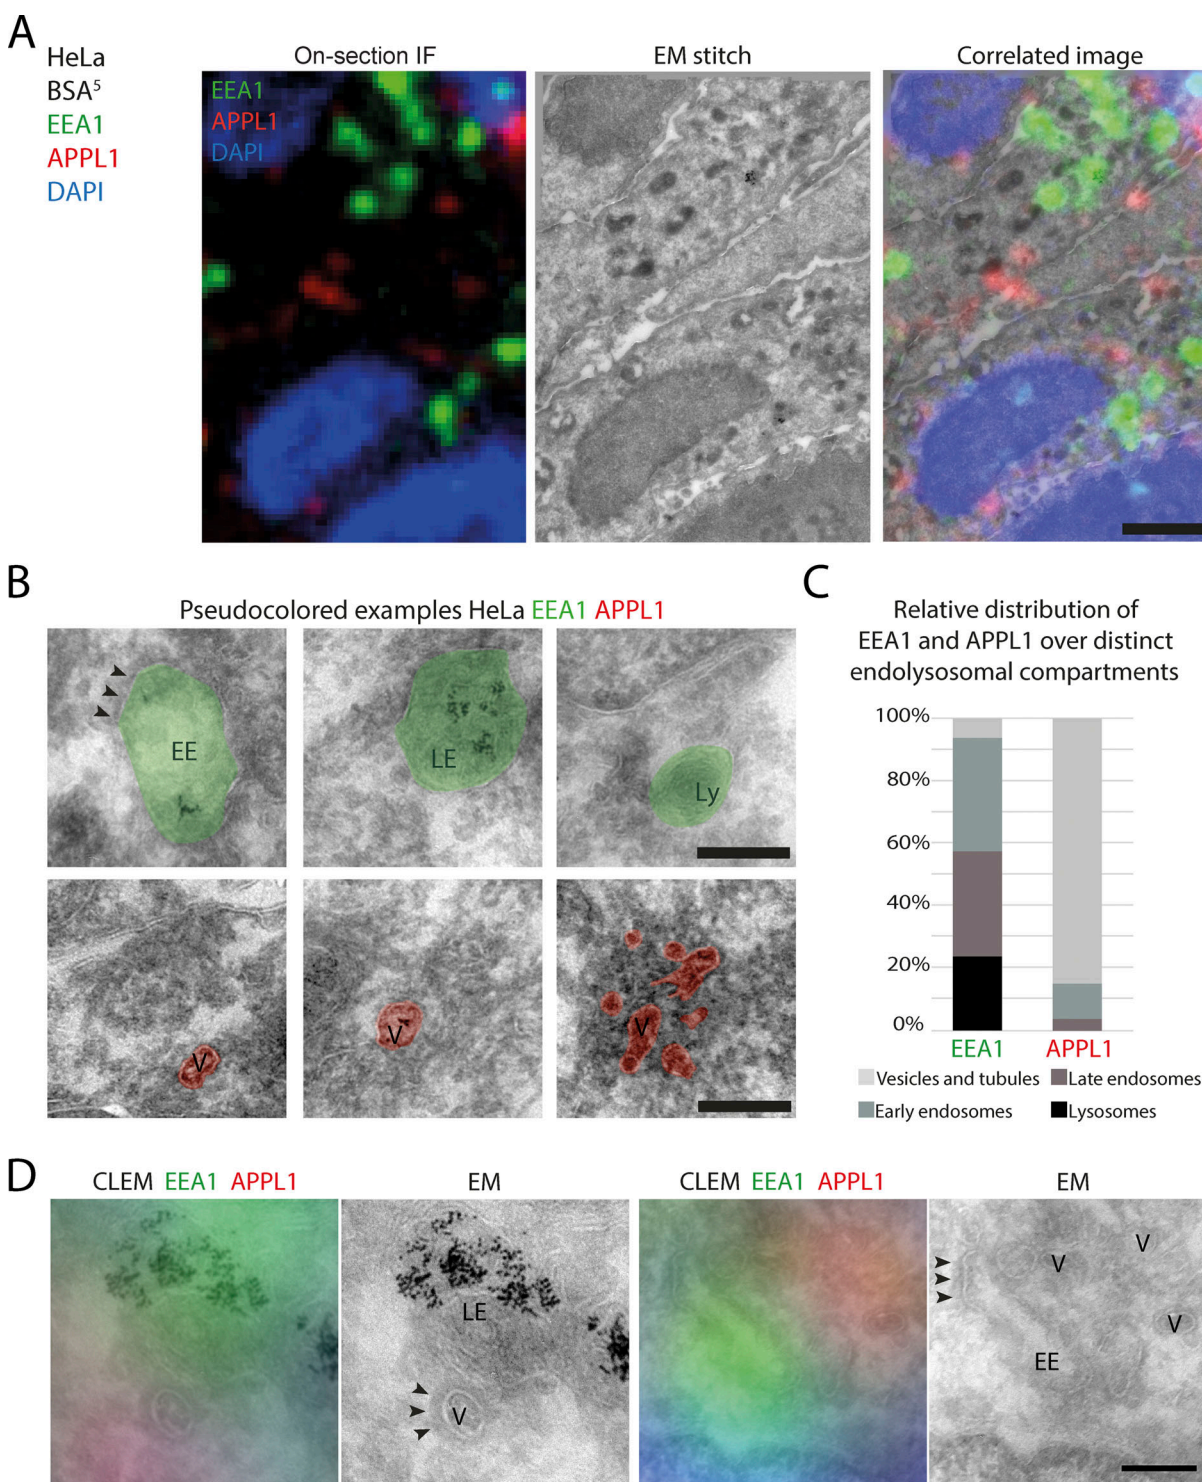 A
HeLa
BSA⁵
EEA1
APPL1
DAPI
On-section IF
EM stitch
Correlated image
EEA1
APPL1
DAPI
B
Pseudocolored examples HeLa EEA1 APPL1
EE
LE
Ly
V
V
V
C
Relative distribution of
EEA1 and APPL1 over distinct
endolysosomal compartments
100%
80%
60%
40%
20%
0%
EEA1
APPL1
Vesicles and tubules
Late endosomes
Early endosomes
Lysosomes
D
CLEM EEA1 APPL1
EM
CLEM EEA1 APPL1
EM
LE
V
V
V
V
EE